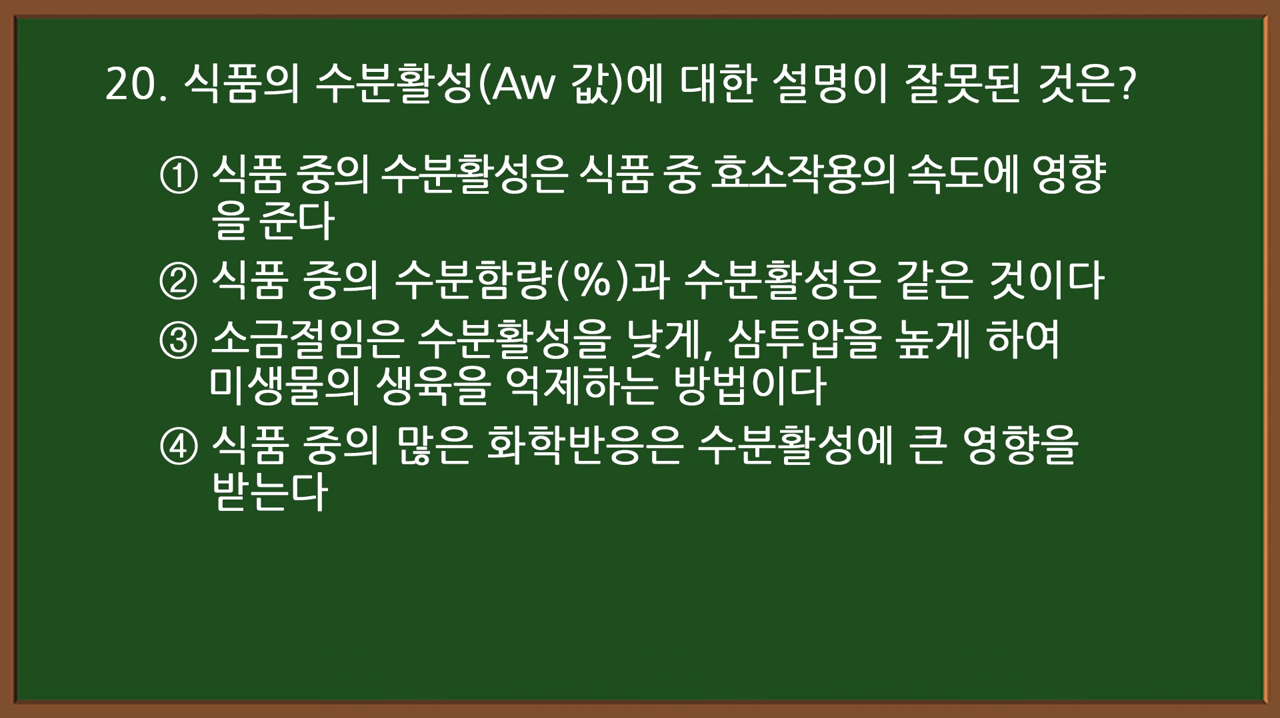 20. 식품의 수분활성(Aw 값)에 대한 설명이 잘못된 것은?
① 식품 중의 수분활성은 식품 중 효소작용의 속도에 영향
을 준다
② 식품 중의 수분함량(%)과 수분활성은 같은 것이다
③ 소금절임은 수분활성을 낮게, 삼투압을 높게 하여
미생물의 생육을 억제하는 방법이다
④ 식품 중의 많은 화학반응은 수분활성에 큰 영향을
받는다